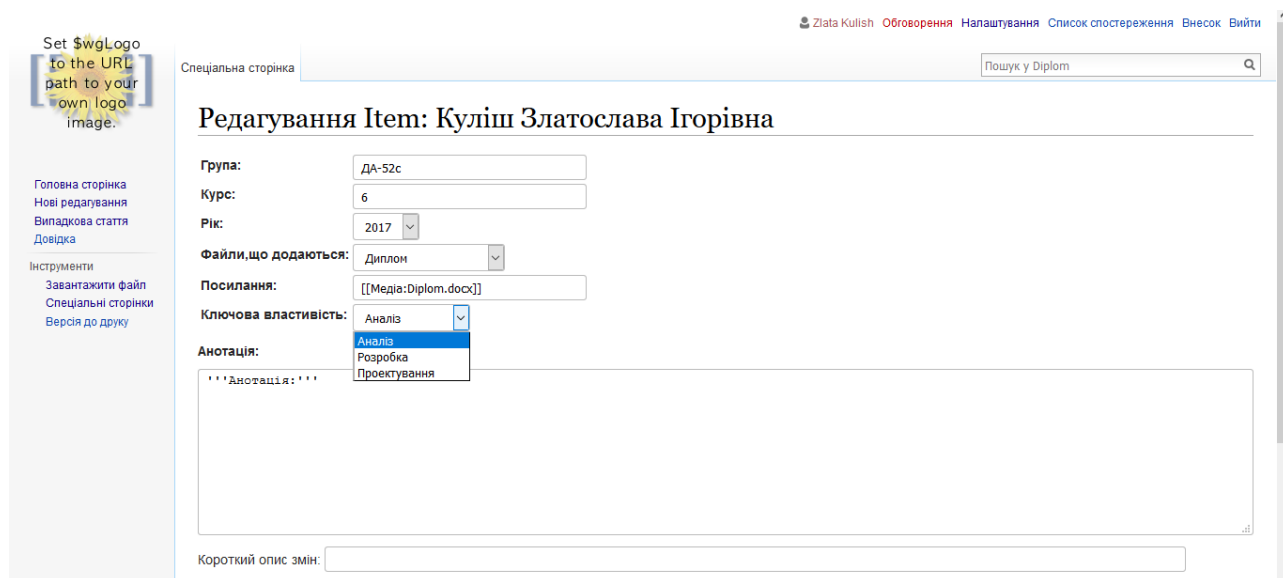 Zlata Kulish Обговорення Налаштування Список спостереження Внесок Вийти
Set $wgLogo
to the URL
path to your
own logo
image.
Спеціальна сторінка
Пошук у Diplom
Редагування Item: Куліш Златослава Ігорівна
Група: ДА-52с
Курс: 6
Рік: 2017
Файли,що додаються: Диплом
Посилання: [[Медіа:Diplom.docx]]
Ключова властивість: Аналіз
Аналіз
Розробка
Проектування
Анотація:
'''Анотація:'''
Короткий опис змін:
Головна сторінка
Нові редагування
Випадкова стаття
Довідка
Інструменти
Завантажити файл
Спеціальні сторінки
Версія до друку